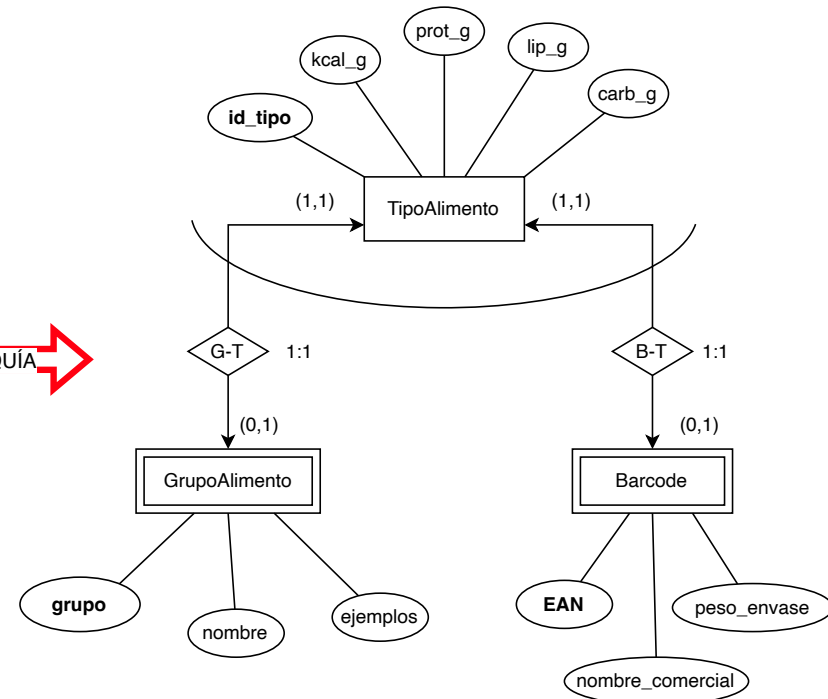 prot_g
lip_g
kcal_g
carb_g
id_tipo
(1,1)
TipoAlimento
(1,1)
QUÍA
G-T
1:1
B-T
1:1
(0,1)
(0,1)
GrupoAlimento
Barcode
grupo
nombre
ejemplos
EAN
peso_envase
nombre_comercial